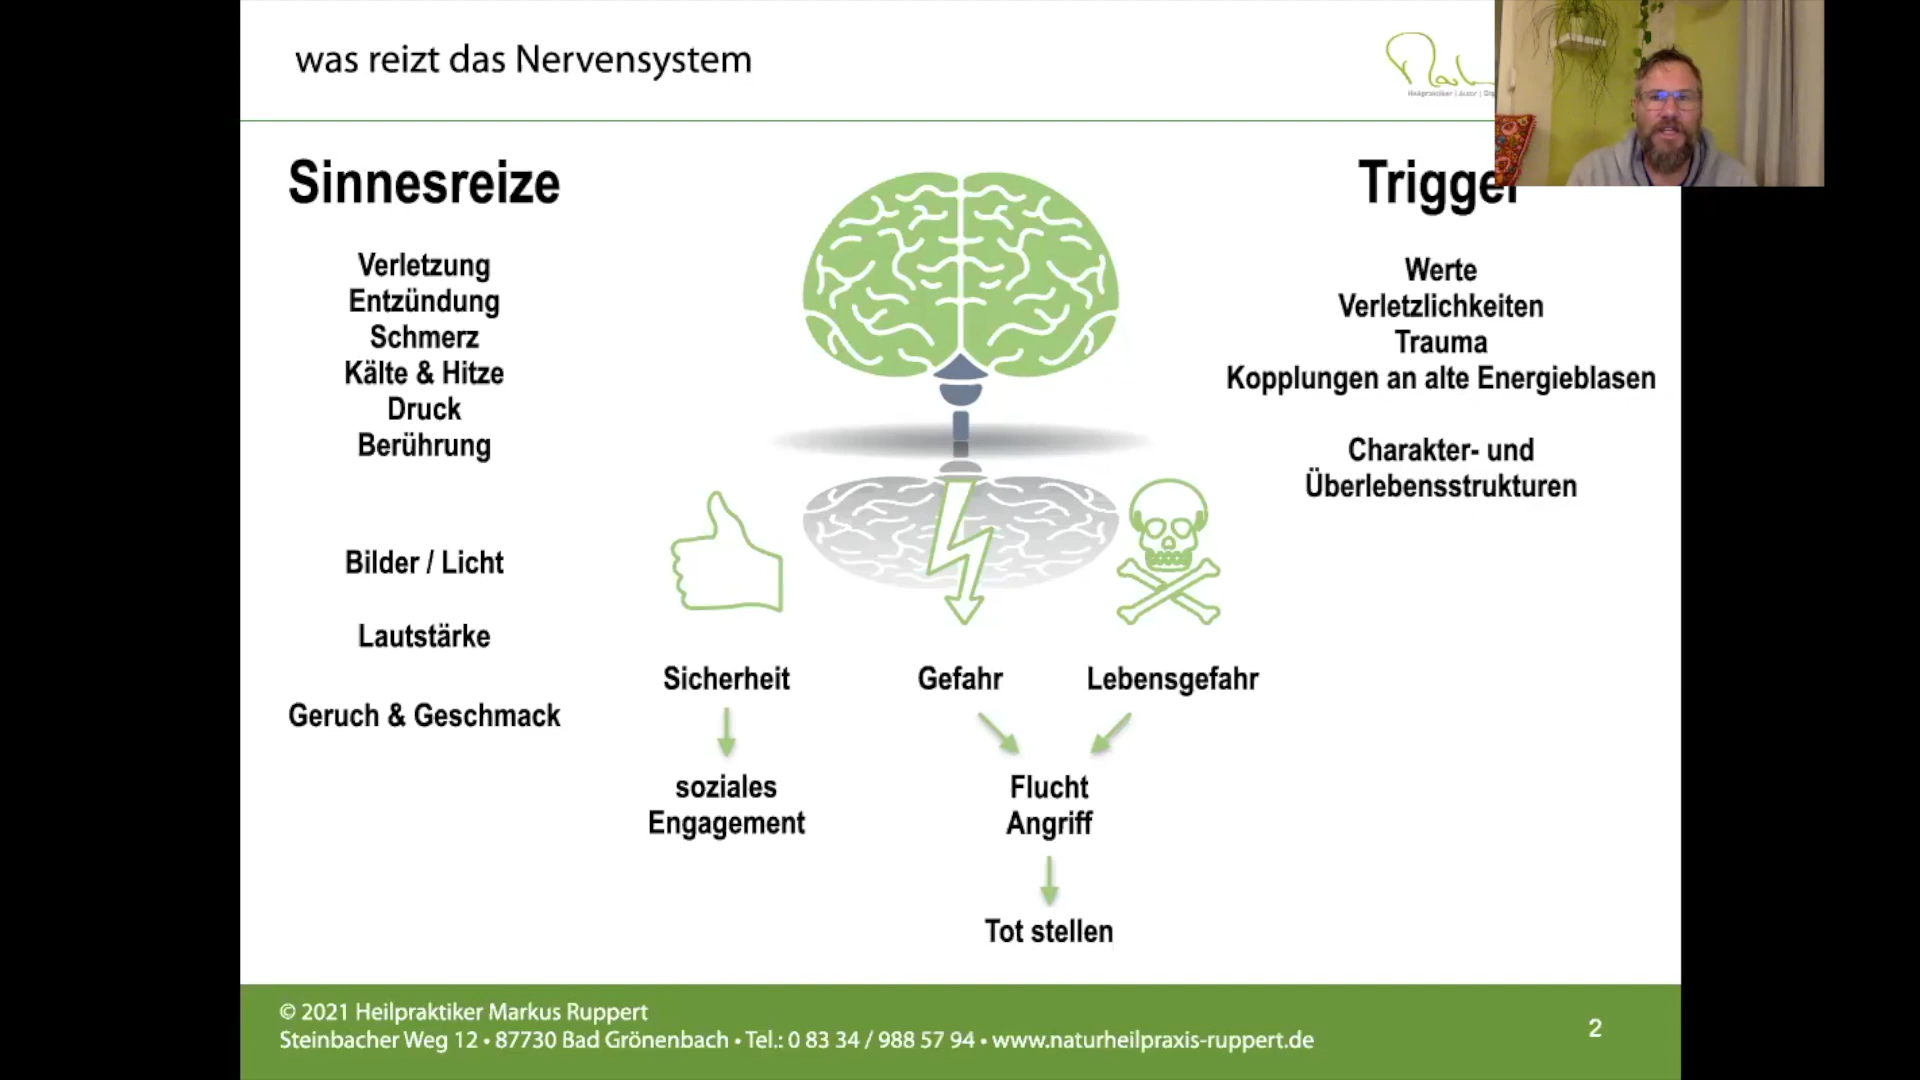 was reizt das Nervensystem
Sinnesreize
Verletzung
Entzündung
Schmerz
Kälte & Hitze
Druck
Berührung
Bilder / Licht
Lautstärke
Geruch & Geschmack
Trigger
Werte
Verletzlichkeiten
Trauma
Kopplungen an alte Energieblasen
Charakter- und
Überlebensstrukturen
Sicherheit
Gefahr
Lebensgefahr
soziales
Engagement
Flucht
Angriff
Tot stellen
© 2021 Heilpraktiker Markus Ruppert
Steinbacher Weg 12 • 87730 Bad Grönenbach • Tel.: 0 83 34 / 988 57 94 • www.naturheilpraxis-ruppert.de
2